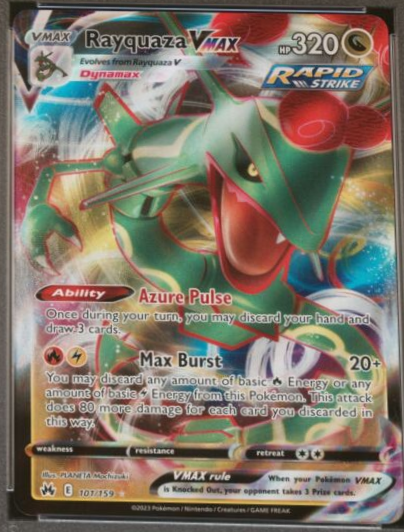 VMAX Rayquaza VMAX HP 320
Evolves from Rayquaza V
Dynamax
RAPID
STRIKE
Ability Azure Pulse
Once during your turn, you may discard your hand and
draw 3 cards.
Max Burst 20+
You may discard any amount of basic Energy or any
amount of basic Energy from this Pokémon. This attack
does 80 more damage for each card you discarded in
this way.
weakness resistance retreat
Illus. PLANETA Mochizuki
E 101/159
VMAX rule When your Pokémon VMAX
is Knocked Out, your opponent takes 3 Prize cards.
©2023 Pokémon / Nintendo / Creatures / GAME FREAK